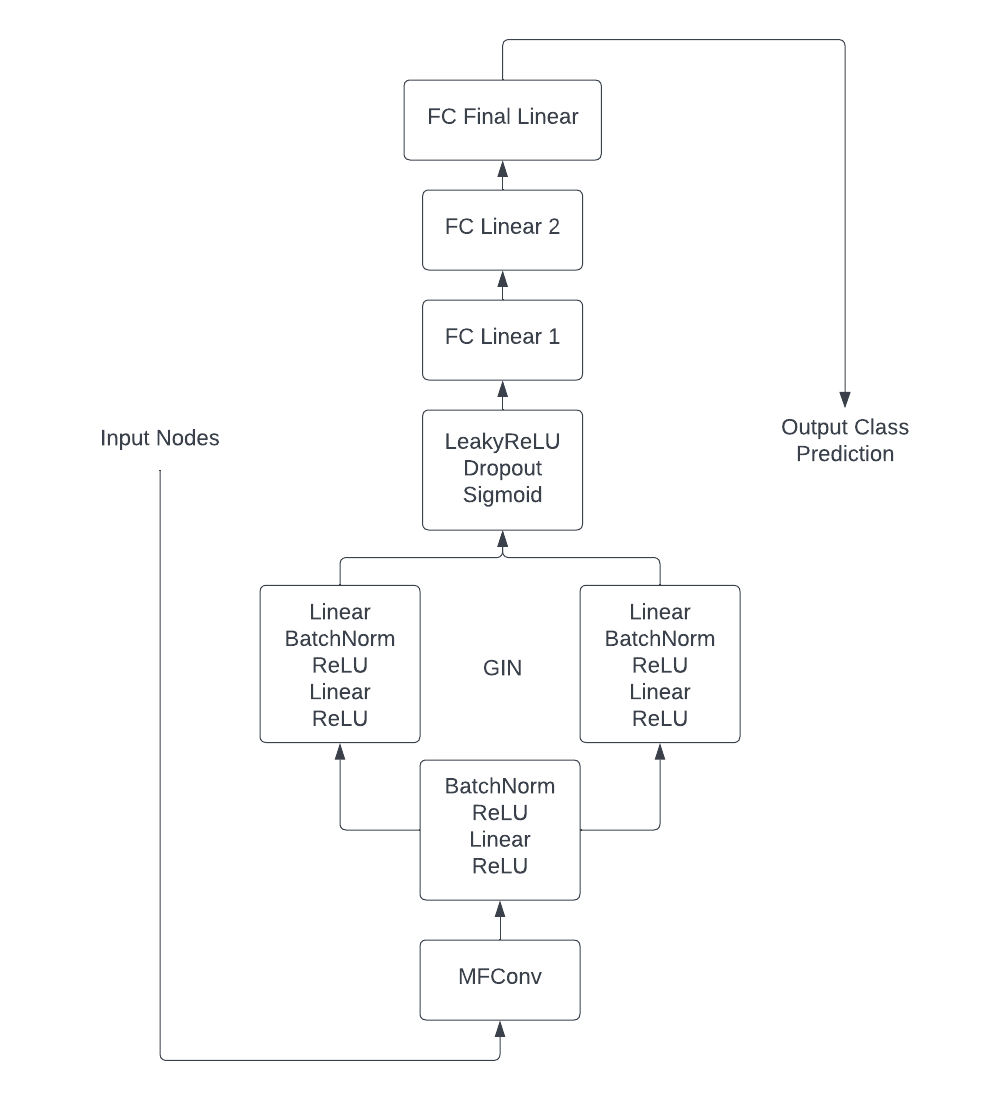 FC Final Linear
FC Linear 2
FC Linear 1
Input Nodes
Output Class
Prediction
LeakyReLU
Dropout
Sigmoid
Linear
BatchNorm
ReLU
Linear
ReLU
GIN
Linear
BatchNorm
ReLU
Linear
ReLU
BatchNorm
ReLU
Linear
ReLU
MFConv